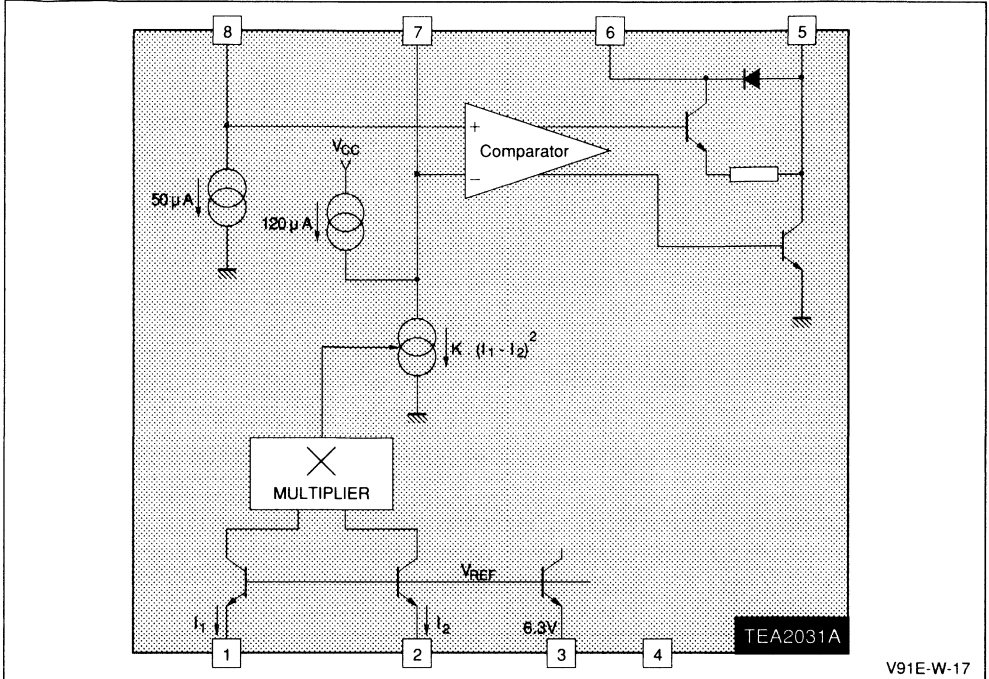 8 7 6 5
+
Comparator
−
VCC
50 µA
120 µA
K . (I1 - I2)2
MULTIPLIER
VREF
I1
I2
6.3V
TEA2031A
1 2 3 4
V91E-W-17